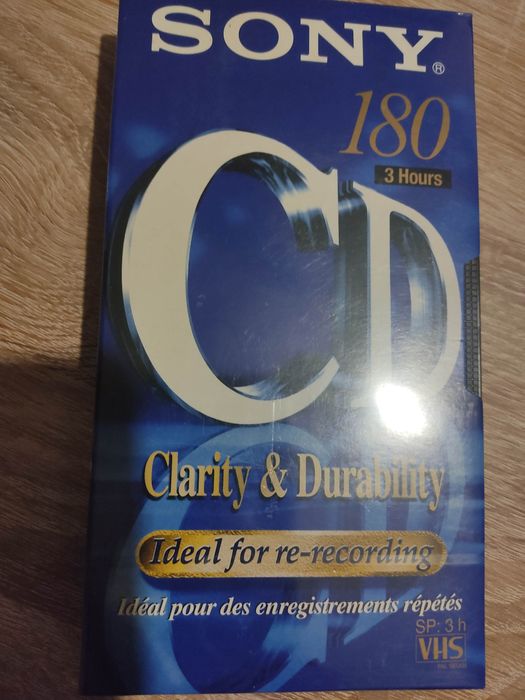 SONY®
180
3 Hours
CD
Clarity & Durability
Ideal for re-recording
Idéal pour des enregistrements répétés
SP: 3 h
VHS